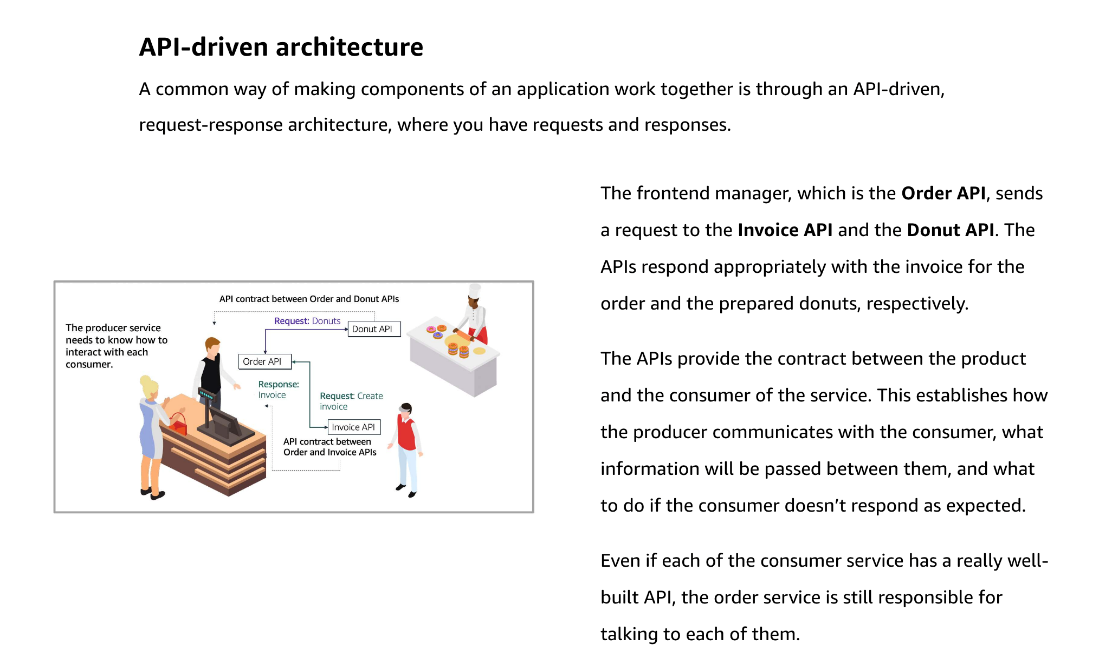 API-driven architecture
A common way of making components of an application work together is through an API-driven,
request-response architecture, where you have requests and responses.
The producer service
needs to know how to
interact with each
consumer.
API contract between Order and Donut APIs
Request: Donuts
Donut API
Order API
Response:
Invoice
Request: Create
invoice
Invoice API
API contract between
Order and Invoice APIs
The frontend manager, which is the Order API, sends
a request to the Invoice API and the Donut API. The
APIs respond appropriately with the invoice for the
order and the prepared donuts, respectively.
The APIs provide the contract between the product
and the consumer of the service. This establishes how
the producer communicates with the consumer, what
information will be passed between them, and what
to do if the consumer doesn’t respond as expected.
Even if each of the consumer service has a really well-
built API, the order service is still responsible for
talking to each of them.